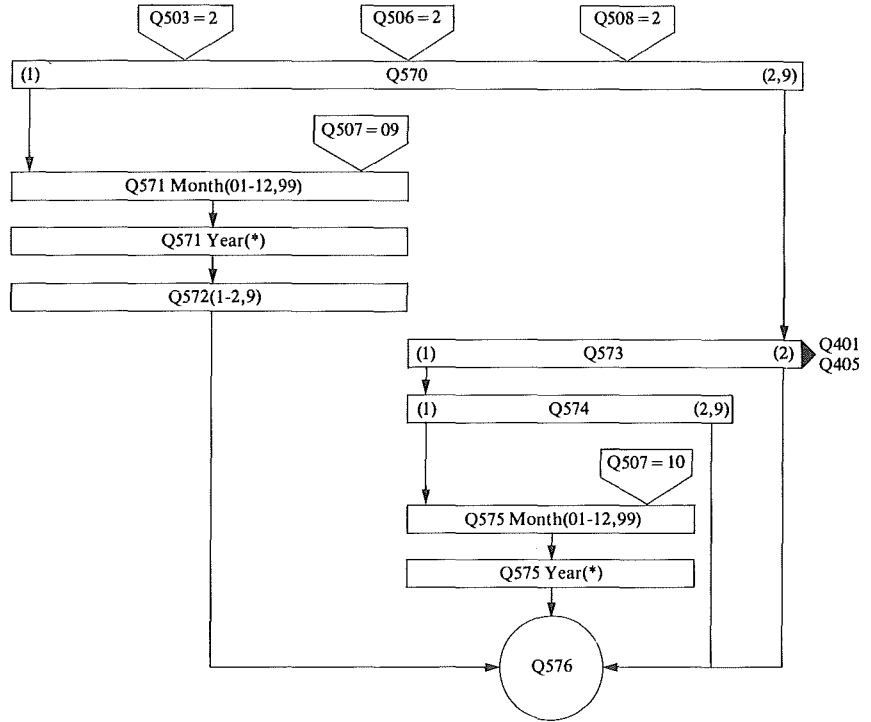 Q503 = 2
Q506 = 2
Q508 = 2
(1) Q570 (2,9)
Q507 = 09
Q571 Month(01-12,99)
Q571 Year(*)
Q572(1-2,9)
(1) Q573 (2)
Q401
Q405
(1) Q574 (2,9)
Q507 = 10
Q575 Month(01-12,99)
Q575 Year(*)
Q576